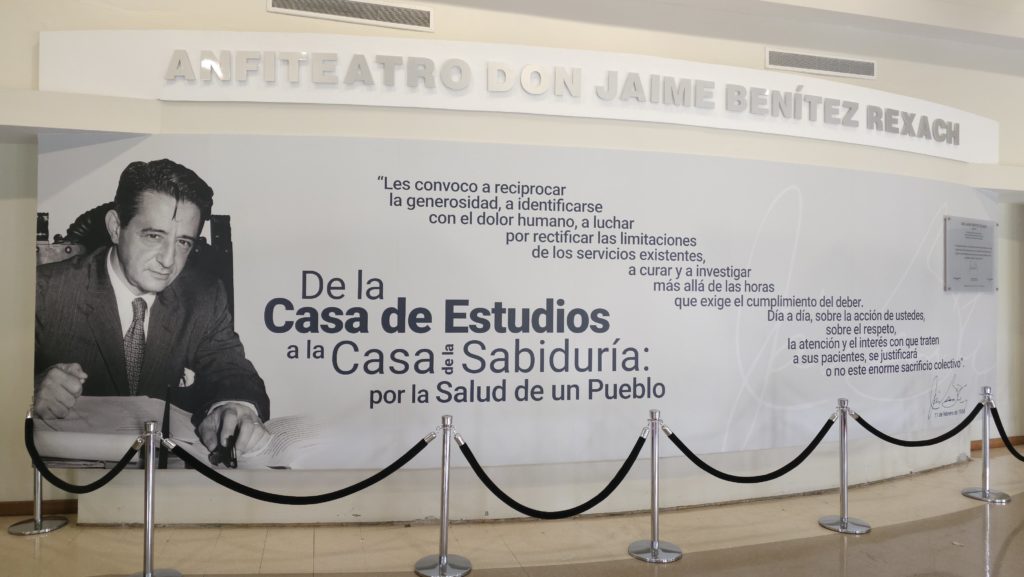 ANFITEATRO DON JAIME BENÍTEZ REXACH
“Les convoco a reciprocar
la generosidad, a identificarse
con el dolor humano, a luchar
por rectificar las limitaciones
de los servicios existentes,
a curar y a investigar
más allá de las horas
que exige el cumplimiento del deber.
Día a día, sobre la acción de ustedes,
sobre el respeto,
la atención y el interés con que traten
a sus pacientes, se justificará
o no este enorme sacrificio colectivo”.
De la
Casa de Estudios
a la Casa de la Sabiduría:
por la Salud de un Pueblo